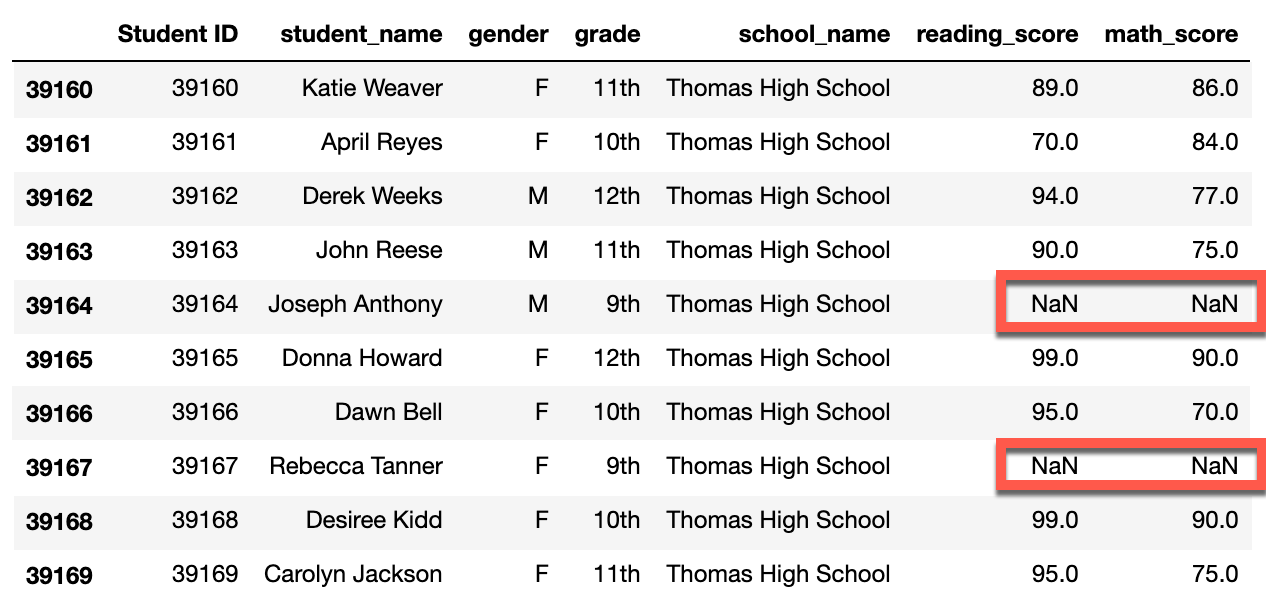 Student ID student_name gender grade school_name reading_score math_score
39160 39160 Katie Weaver F 11th Thomas High School 89.0 86.0
39161 39161 April Reyes F 10th Thomas High School 70.0 84.0
39162 39162 Derek Weeks M 12th Thomas High School 94.0 77.0
39163 39163 John Reese M 11th Thomas High School 90.0 75.0
39164 39164 Joseph Anthony M 9th Thomas High School NaN NaN
39165 39165 Donna Howard F 12th Thomas High School 99.0 90.0
39166 39166 Dawn Bell F 10th Thomas High School 95.0 70.0
39167 39167 Rebecca Tanner F 9th Thomas High School NaN NaN
39168 39168 Desiree Kidd F 10th Thomas High School 99.0 90.0
39169 39169 Carolyn Jackson F 11th Thomas High School 95.0 75.0